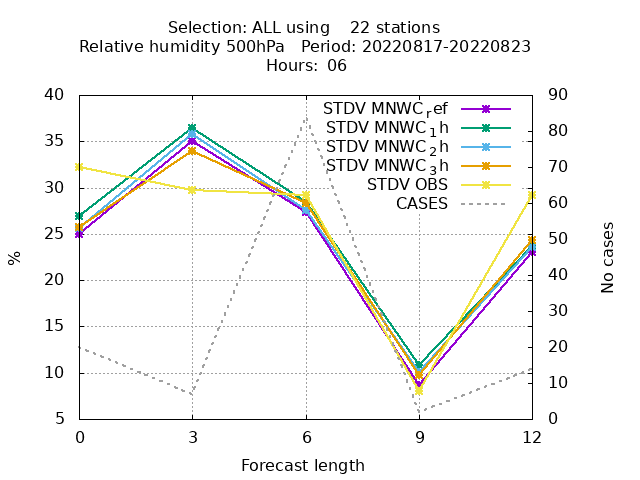 Selection: ALL using 22 stations
Relative humidity 500hPa Period: 20220817-20220823
Hours: 06
40
35
30
25
20
15
10
5
%
90
80
70
60
50
40
30
20
10
0
No cases
STDV MNWC_ref
STDV MNWC_1h
STDV MNWC_2h
STDV MNWC_3h
STDV OBS
CASES
0 3 6 9 12
Forecast length